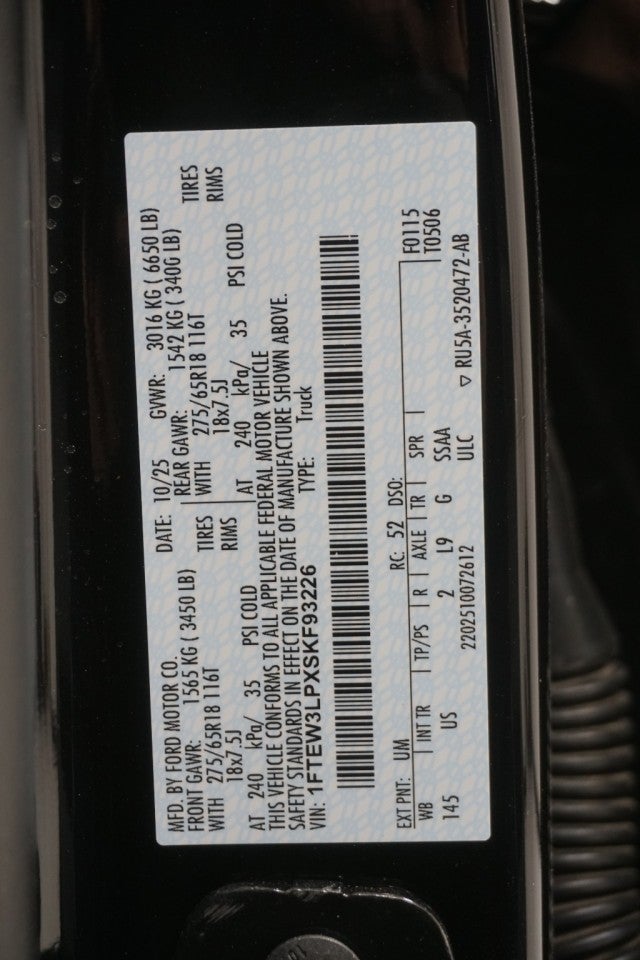 MFD. BY FORD MOTOR CO. DATE: 10/25 GVWR: 3016 KG ( 6650 LB)
FRONT GAWR: 1565 KG ( 3450 LB) REAR GAWR: 1542 KG ( 3400 LB)
WITH 275/65R18 116T TIRES WITH 275/65R18 116T TIRES
18x7.5J RIMS 18x7.5J RIMS
AT 240 kPa/ 35 PSI COLD AT 240 kPa/ 35 PSI COLD
THIS VEHICLE CONFORMS TO ALL APPLICABLE FEDERAL MOTOR VEHICLE
SAFETY STANDARDS IN EFFECT ON THE DATE OF MANUFACTURE SHOWN ABOVE.
VIN: 1FTEW3LPXSKF93226 TYPE: Truck
EXT PNT: UM RC: 52 DSO: F0115
WB INT TR TP/PS R AXLE TR SPR T0506
145 US 2 L9 G SSAA
2202510072612 ULC ▽ RU5A-3520472-AB